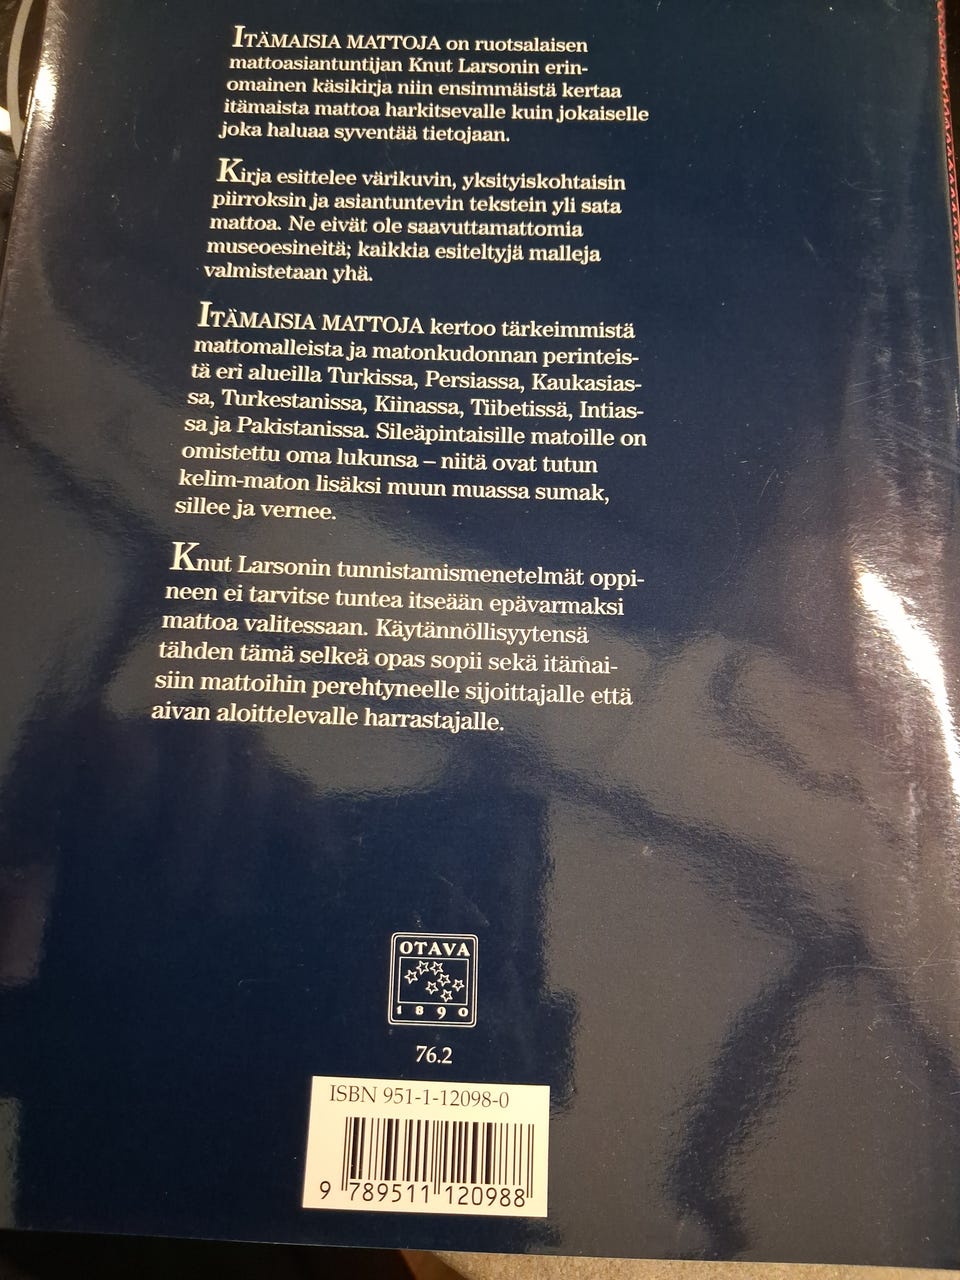 ITÄMAISIA MATTOJA on ruotsalaisen
mattoasiantuntijan Knut Larsonin erin-
omainen käsikirja niin ensimmäistä kertaa
itämaista mattoa harkitsevalle kuin jokaiselle
joka haluaa syventää tietojaan.
Kirja esittelee värikuvin, yksityiskohtaisin
piirroksin ja asiantuntevin tekstein yli sata
mattoa. Ne eivät ole saavuttamattomia
museoesineitä; kaikkia esiteltyjä malleja
valmistetaan yhä.
ITÄMAISIA MATTOJA kertoo tärkeimmistä
mattomalleista ja matonkudonnan perinteis-
tä eri alueilla Turkissa, Persiassa, Kaukasias-
sa, Turkestanissa, Kiinassa, Tiibetissä, Intias-
sa ja Pakistanissa. Sileäpintaisille matoille on
omistettu oma lukunsa – niitä ovat tutun
kelim-maton lisäksi muun muassa sumak,
sillee ja vernee.
Knut Larsonin tunnistamismenetelmät oppi-
neen ei tarvitse tuntea itseään epävarmaksi
mattoa valitessaan. Käytännöllisyytensä
tähden tämä selkeä opas sopii sekä itämai-
siin mattoihin perehtyneelle sijoittajalle että
aivan aloittelevalle harrastajalle.
OTAVA
1890
76.2
ISBN 951-1-12098-0
9 789511 120988